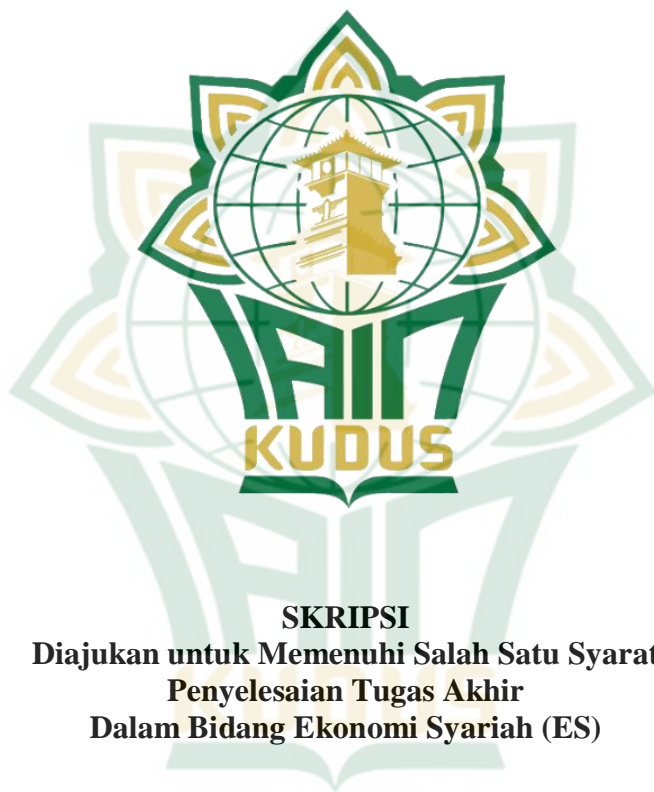 IAIN
KUDUS
SKRIPSI
Diajukan untuk Memenuhi Salah Satu Syarat
Penyelesaian Tugas Akhir
Dalam Bidang Ekonomi Syariah (ES)